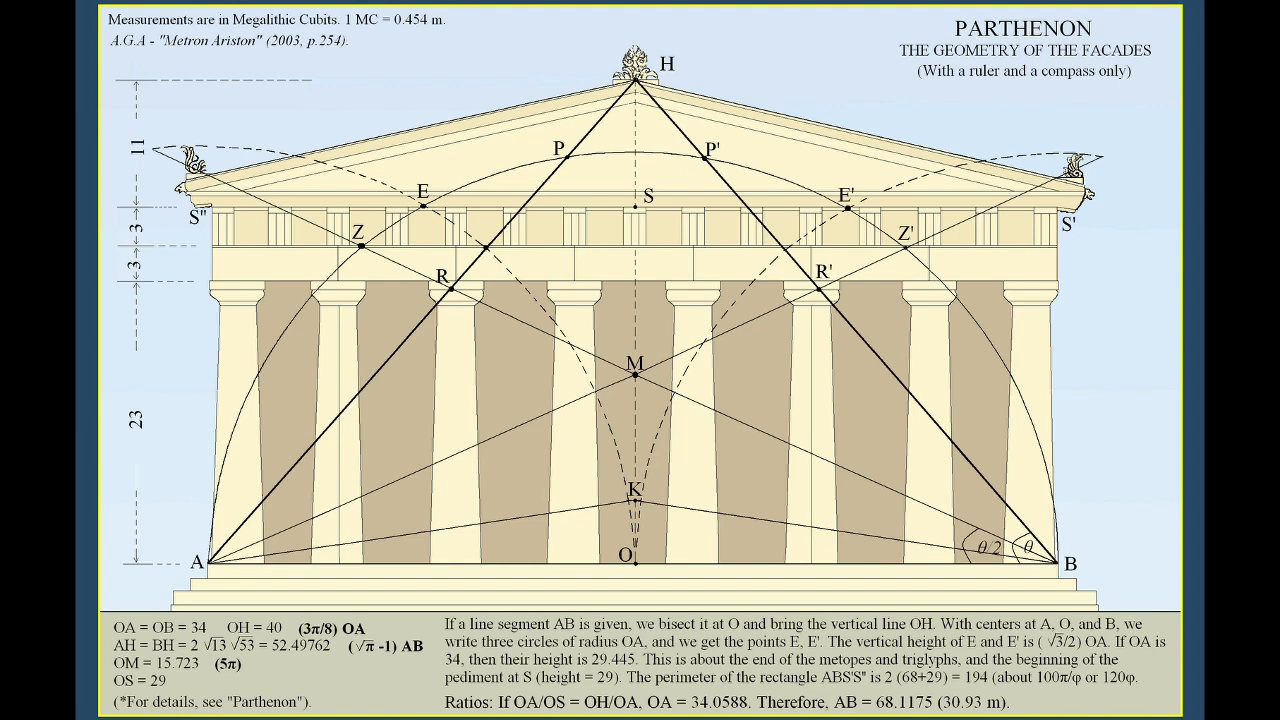 Measurements are in Megalithic Cubits. 1 MC = 0.454 m.
A.G.A - "Metron Ariston" (2003, p.254).
PARTHENON
THE GEOMETRY OF THE FACADES
(With a ruler and a compass only)
H
11
P P'
E E'
S
S" S'
3
Z Z'
3
R R'
M
23
K
θ/2 θ
A O B
OA = OB = 34 OH = 40 (3π/8) OA
AH = BH = 2 √13 √53 = 52.49762 (√π -1) AB
OM = 15.723 (5π)
OS = 29
(*For details, see "Parthenon").
If a line segment AB is given, we bisect it at O and bring the vertical line OH. With centers at A, O, and B, we
write three circles of radius OA, and we get the points E, E'. The vertical height of E and E' is ( √3/2) OA. If OA is
34, then their height is 29.445. This is about the end of the metopes and triglyphs, and the beginning of the
pediment at S (height = 29). The perimeter of the rectangle ABS'S" is 2 (68+29) = 194 (about 100π/φ or 120φ.
Ratios: If OA/OS = OH/OA, OA = 34.0588. Therefore, AB = 68.1175 (30.93 m).